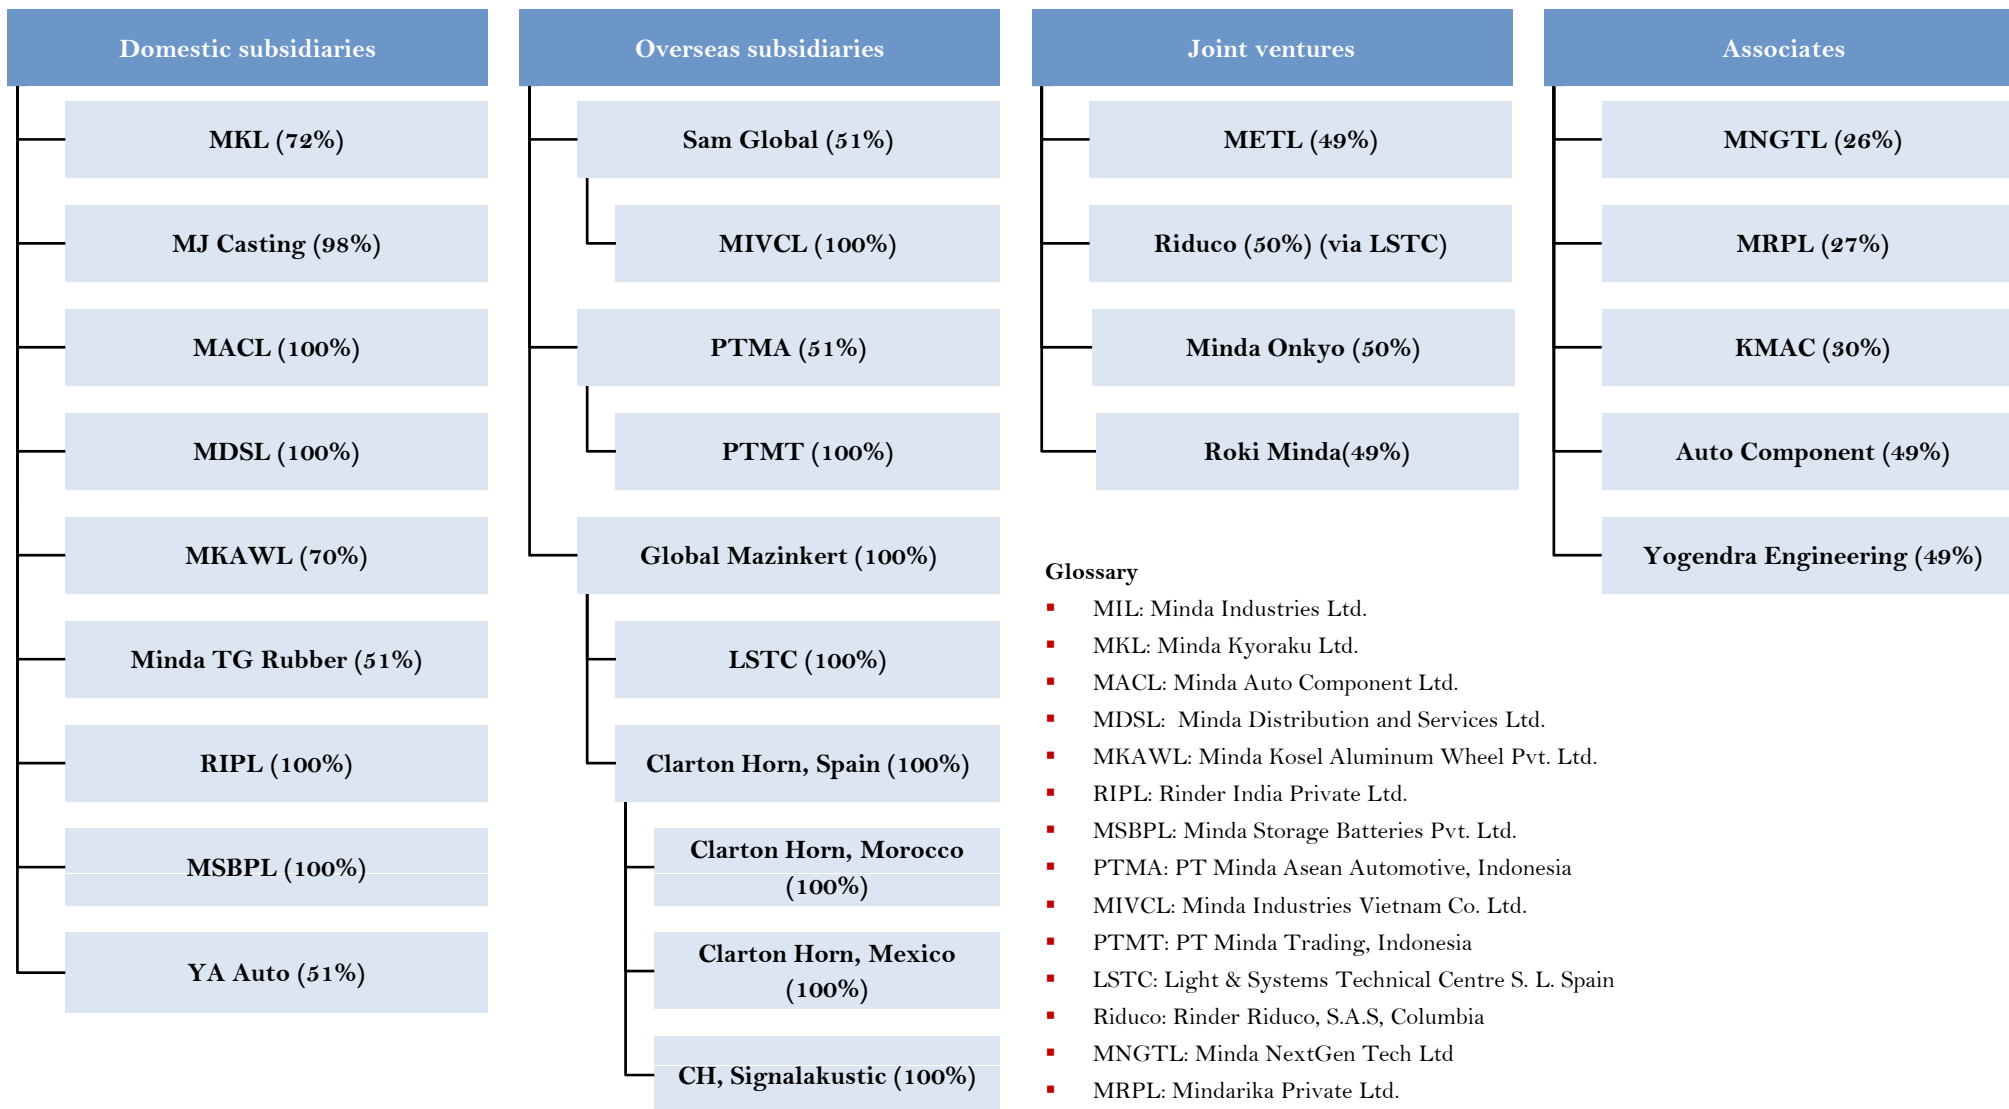 Domestic subsidiaries
MKL (72%)
MJ Casting (98%)
MACL (100%)
MDSL (100%)
MKAWL (70%)
Minda TG Rubber (51%)
RIPL (100%)
MSBPL (100%)
YA Auto (51%)
Overseas subsidiaries
Sam Global (51%)
MIVCL (100%)
PTMA (51%)
PTMT (100%)
Global Mazinkert (100%)
LSTC (100%)
Clarton Horn, Spain (100%)
Clarton Horn, Morocco
(100%)
Clarton Horn, Mexico
(100%)
CH, Signalakustic (100%)
Joint ventures
METL (49%)
Riduco (50%) (via LSTC)
Minda Onkyo (50%)
Roki Minda(49%)
Associates
MNGTL (26%)
MRPL (27%)
KMAC (30%)
Auto Component (49%)
Yogendra Engineering (49%)
Glossary
▪ MIL: Minda Industries Ltd.
▪ MKL: Minda Kyoraku Ltd.
▪ MACL: Minda Auto Component Ltd.
▪ MDSL: Minda Distribution and Services Ltd.
▪ MKAWL: Minda Kosel Aluminum Wheel Pvt. Ltd.
▪ RIPL: Rinder India Private Ltd.
▪ MSBPL: Minda Storage Batteries Pvt. Ltd.
▪ PTMA: PT Minda Asean Automotive, Indonesia
▪ MIVCL: Minda Industries Vietnam Co. Ltd.
▪ PTMT: PT Minda Trading, Indonesia
▪ LSTC: Light & Systems Technical Centre S. L. Spain
▪ Riduco: Rinder Riduco, S.A.S, Columbia
▪ MNGTL: Minda NextGen Tech Ltd
▪ MRPL: Mindarika Private Ltd.